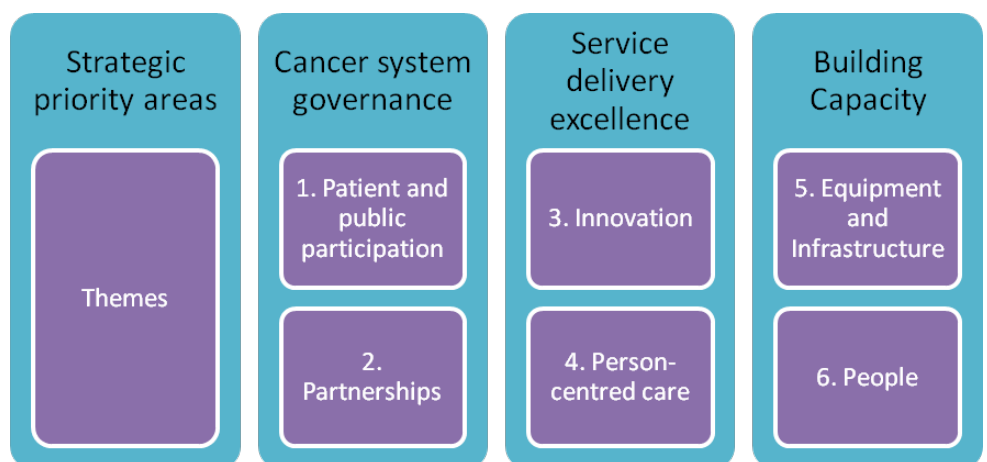 Strategic
priority areas
Themes
Cancer system
governance
1. Patient and
public
participation
2.
Partnerships
Service
delivery
excellence
3. Innovation
4. Person-
centred care
Building
Capacity
5. Equipment
and
Infrastructure
6. People